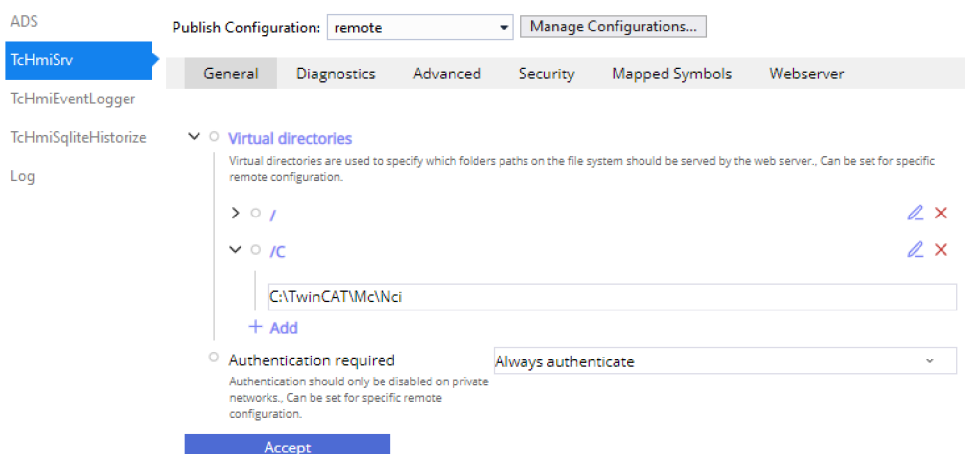 ADS
TcHmiSrv
TcHmiEventLogger
TcHmiSqliteHistorize
Log
Publish Configuration: remote Manage Configurations...
General Diagnostics Advanced Security Mapped Symbols Webserver
Virtual directories
Virtual directories are used to specify which folders paths on the file system should be served by the web server., Can be set for specific
remote configuration.
/
/C
C:\TwinCAT\Mc\Nci
+ Add
Authentication required Always authenticate
Authentication should only be disabled on private
networks., Can be set for specific remote
configuration.
Accept